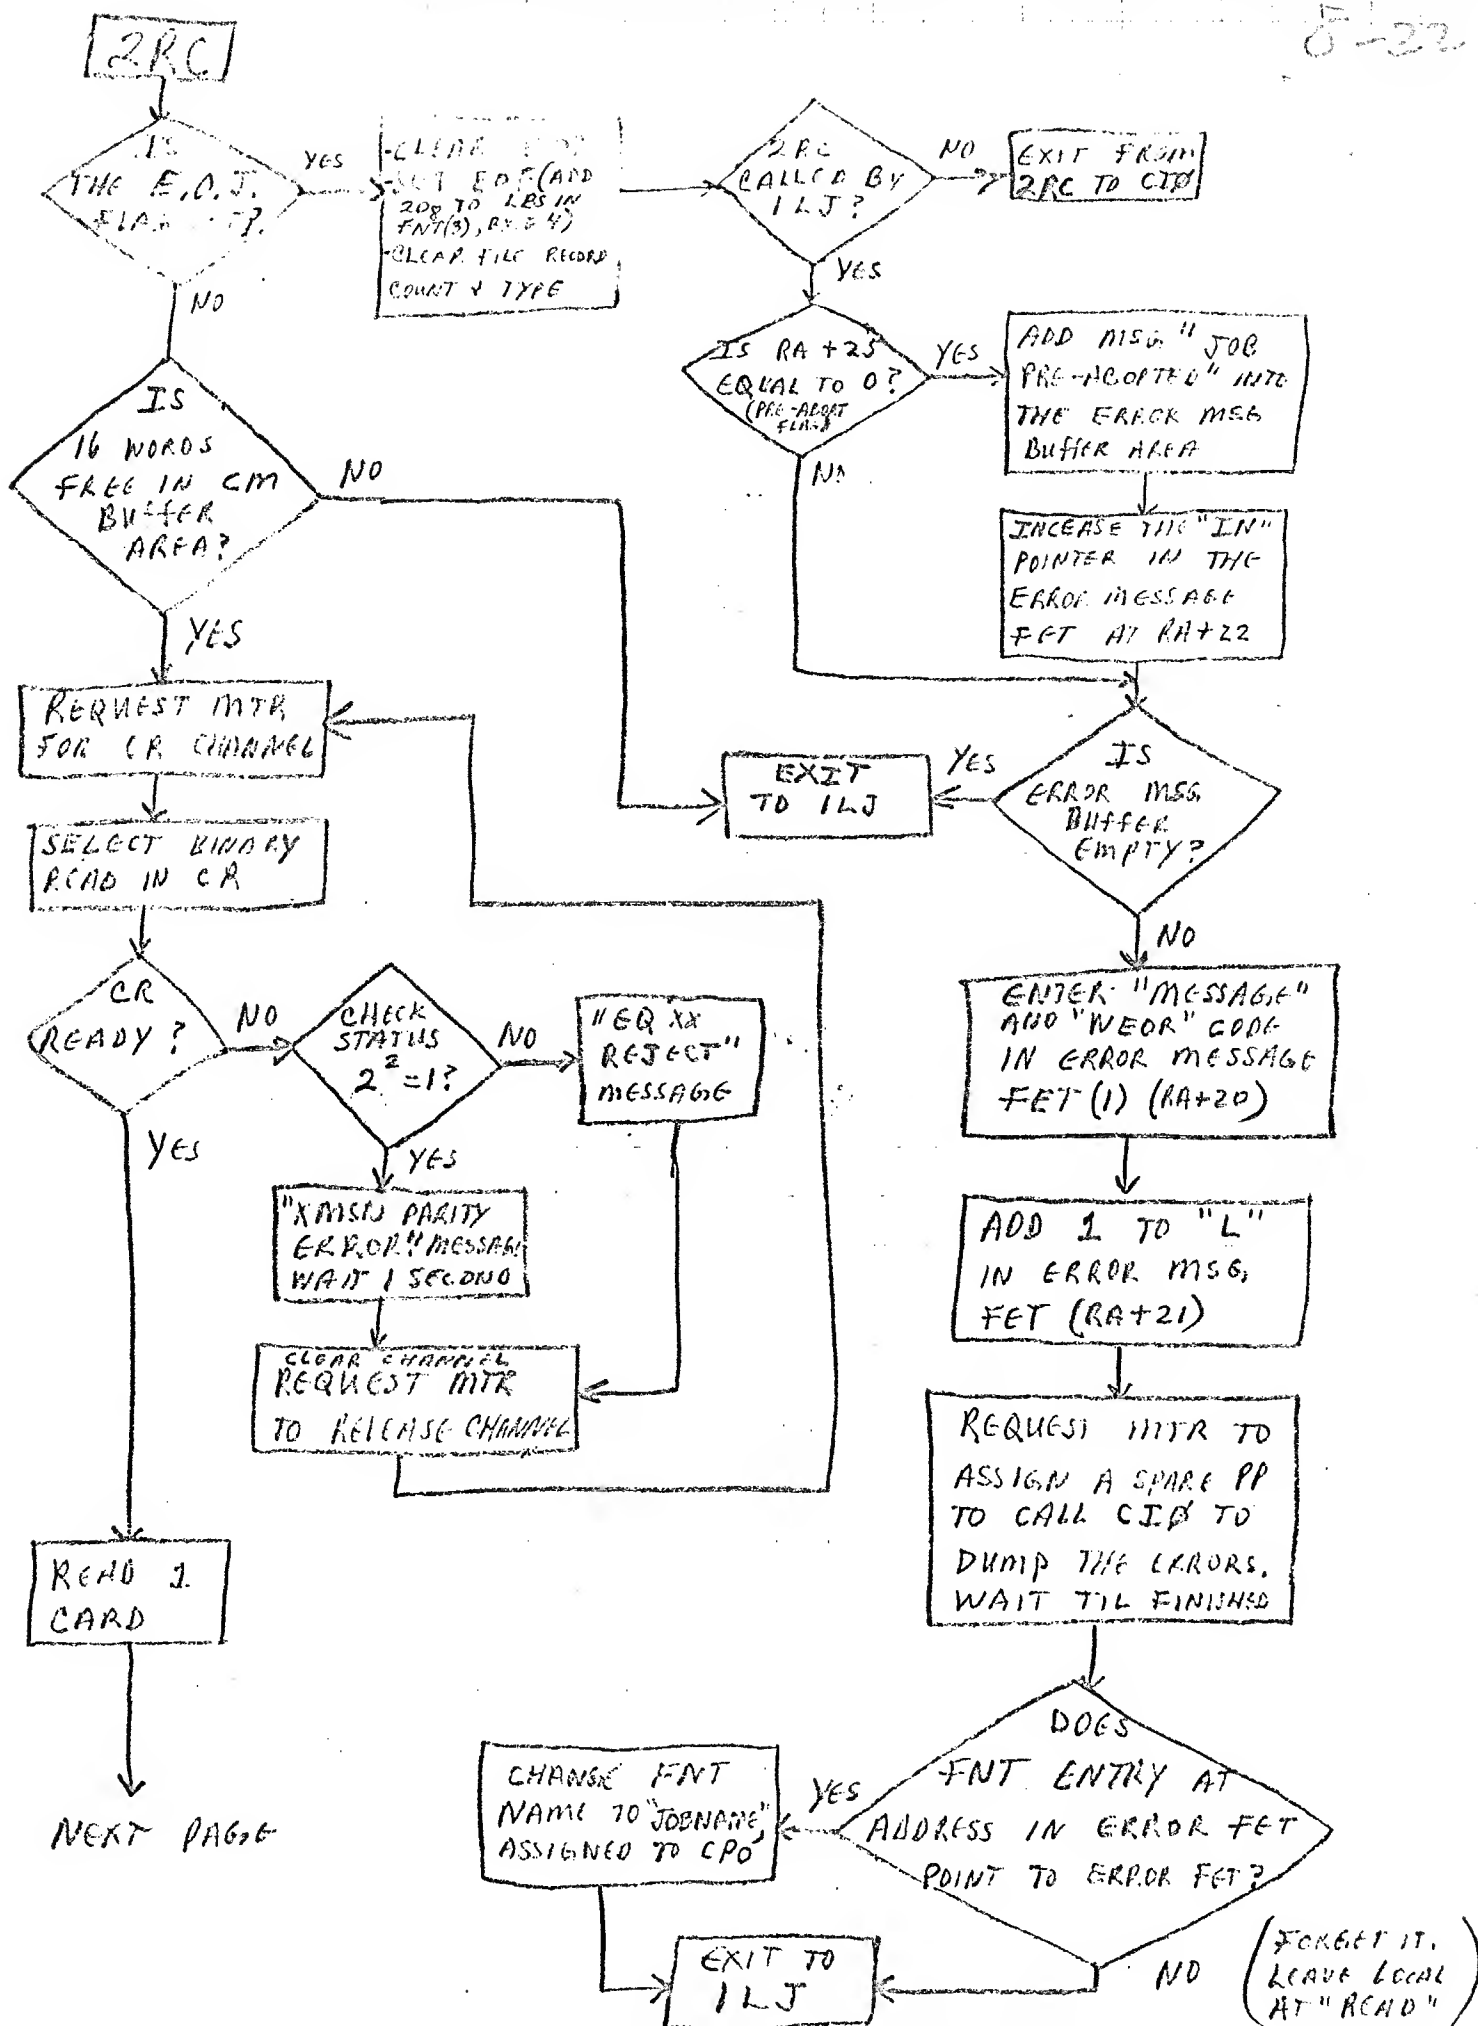 5-22
2RC
IS
THE E.O.J.
FLAG
YES
NO
-CLEAR
EOF (ADD
208 TO LBS IN
FNT(3),
-CLEAR FILE RECORD
COUNT & TYPE
2RC
CALLED BY
1LJ?
NO
YES
EXIT FROM
2RC TO CIØ
IS RA+25
EQUAL TO 0?
(PRE-ABORT
FLAG)
YES
NO
ADD MSG "JOB
PRE-ABORTED" INTO
THE ERROR MSG
BUFFER AREA
INCEASE THE "IN"
POINTER IN THE
ERROR MESSAGE
FET AT RA+22
IS
16 WORDS
FREE IN CM
BUFFER
AREA?
NO
YES
REQUEST MTR
FOR CR CHANNEL
SELECT BINARY
READ IN CR
EXIT
TO 1LJ
YES
IS
ERROR MSG
BUFFER
EMPTY?
NO
CR
READY?
NO
YES
CHECK
STATUS
2²=1?
NO
YES
"EQ XX
REJECT"
MESSAGE
"XMSN PARITY
ERROR" MESSAGE
WAIT 1 SECOND
CLEAR CHANNEL
REQUEST MTR
TO RELEASE CHANNEL
ENTER "MESSAGE"
AND "WEOR" CODE
IN ERROR MESSAGE
FET(1) (RA+20)
ADD 1 TO "L"
IN ERROR MSG,
FET (RA+21)
REQUEST MTR TO
ASSIGN A SPARE PP
TO CALL CIØ TO
DUMP THE ERRORS.
WAIT TIL FINISHED
READ 1
CARD
NEXT PAGE
DOES
FNT ENTRY AT
ADDRESS IN ERROR FET
POINT TO ERROR FET?
YES
NO
CHANGE FNT
NAME TO "JOBNAME",
ASSIGNED TO CPO
EXIT TO
1LJ
(FORGET IT.
LEAVE LOCAL
AT "READ")